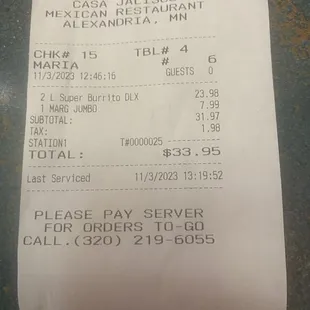 CASA JALISCO
MEXICAN RESTAURANT
ALEXANDRIA, MN
CHK# 15 TBL# 4
MARIA # 6
11/3/2023 12:46:16 GUESTS 0
2 L Super Burrito DLX 23.98
1 MARG JUMBO 7.99
SUBTOTAL: 31.97
TAX: 1.98
STATION1 T#0000025
TOTAL: $33.95
Last Serviced 11/3/2023 13:19:52
PLEASE PAY SERVER
FOR ORDERS TO-GO
CALL.(320) 219-6055